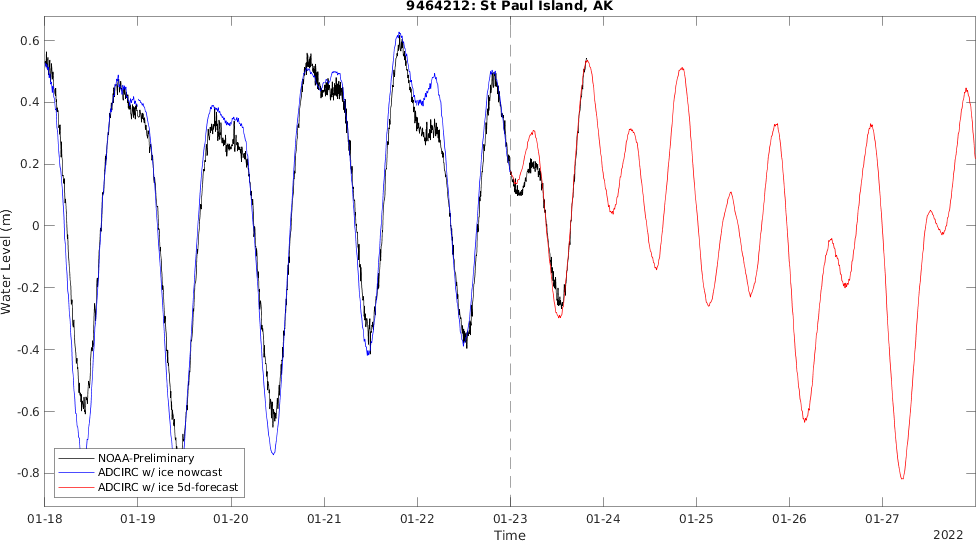 9464212: St Paul Island, AK
0.6
0.4
0.2
0
-0.2
-0.4
-0.6
-0.8
Water Level (m)
NOAA-Preliminary
ADCIRC w/ ice nowcast
ADCIRC w/ ice 5d-forecast
01-18 01-19 01-20 01-21 01-22 01-23 01-24 01-25 01-26 01-27
Time
2022